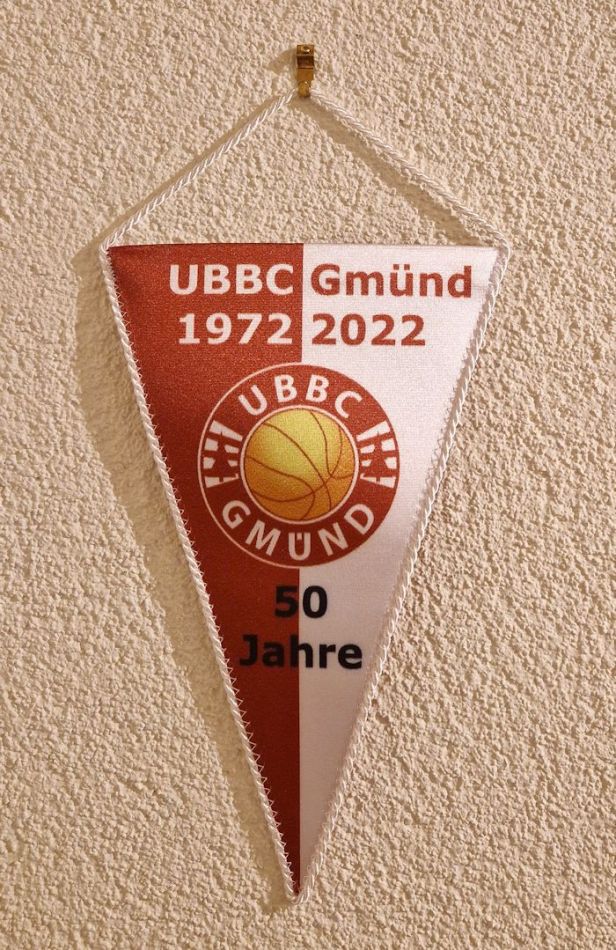 UBBC Gmünd
1972 2022
UBBC
GMÜND
50
Jahre